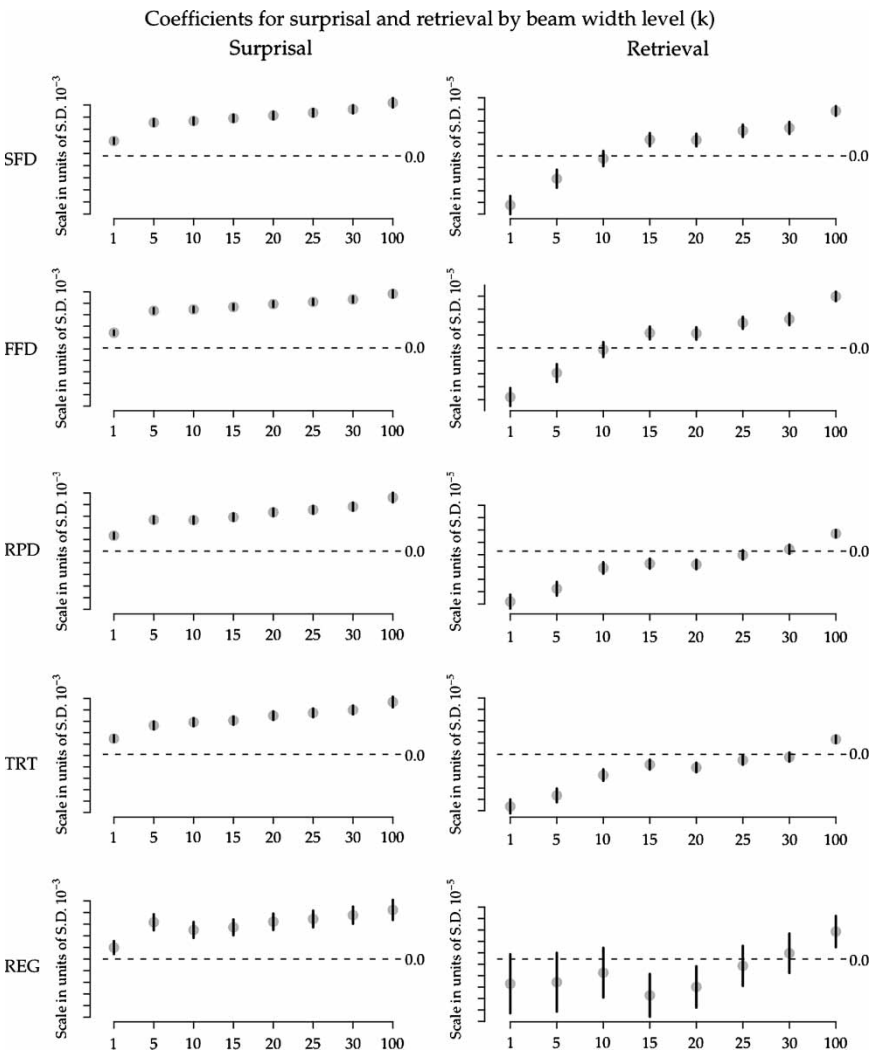 Coefficients for surprisal and retrieval by beam width level (k)
Surprisal Retrieval
SFD
Scale in units of S.D. 10⁻³
0.0
1 5 10 15 20 25 30 100
Scale in units of S.D. 10⁻⁵
0.0
1 5 10 15 20 25 30 100
FFD
Scale in units of S.D. 10⁻³
0.0
1 5 10 15 20 25 30 100
Scale in units of S.D. 10⁻⁵
0.0
1 5 10 15 20 25 30 100
RPD
Scale in units of S.D. 10⁻³
0.0
1 5 10 15 20 25 30 100
Scale in units of S.D. 10⁻⁵
0.0
1 5 10 15 20 25 30 100
TRT
Scale in units of S.D. 10⁻³
0.0
1 5 10 15 20 25 30 100
Scale in units of S.D. 10⁻⁵
0.0
1 5 10 15 20 25 30 100
REG
Scale in units of S.D. 10⁻³
0.0
1 5 10 15 20 25 30 100
Scale in units of S.D. 10⁻⁵
0.0
1 5 10 15 20 25 30 100